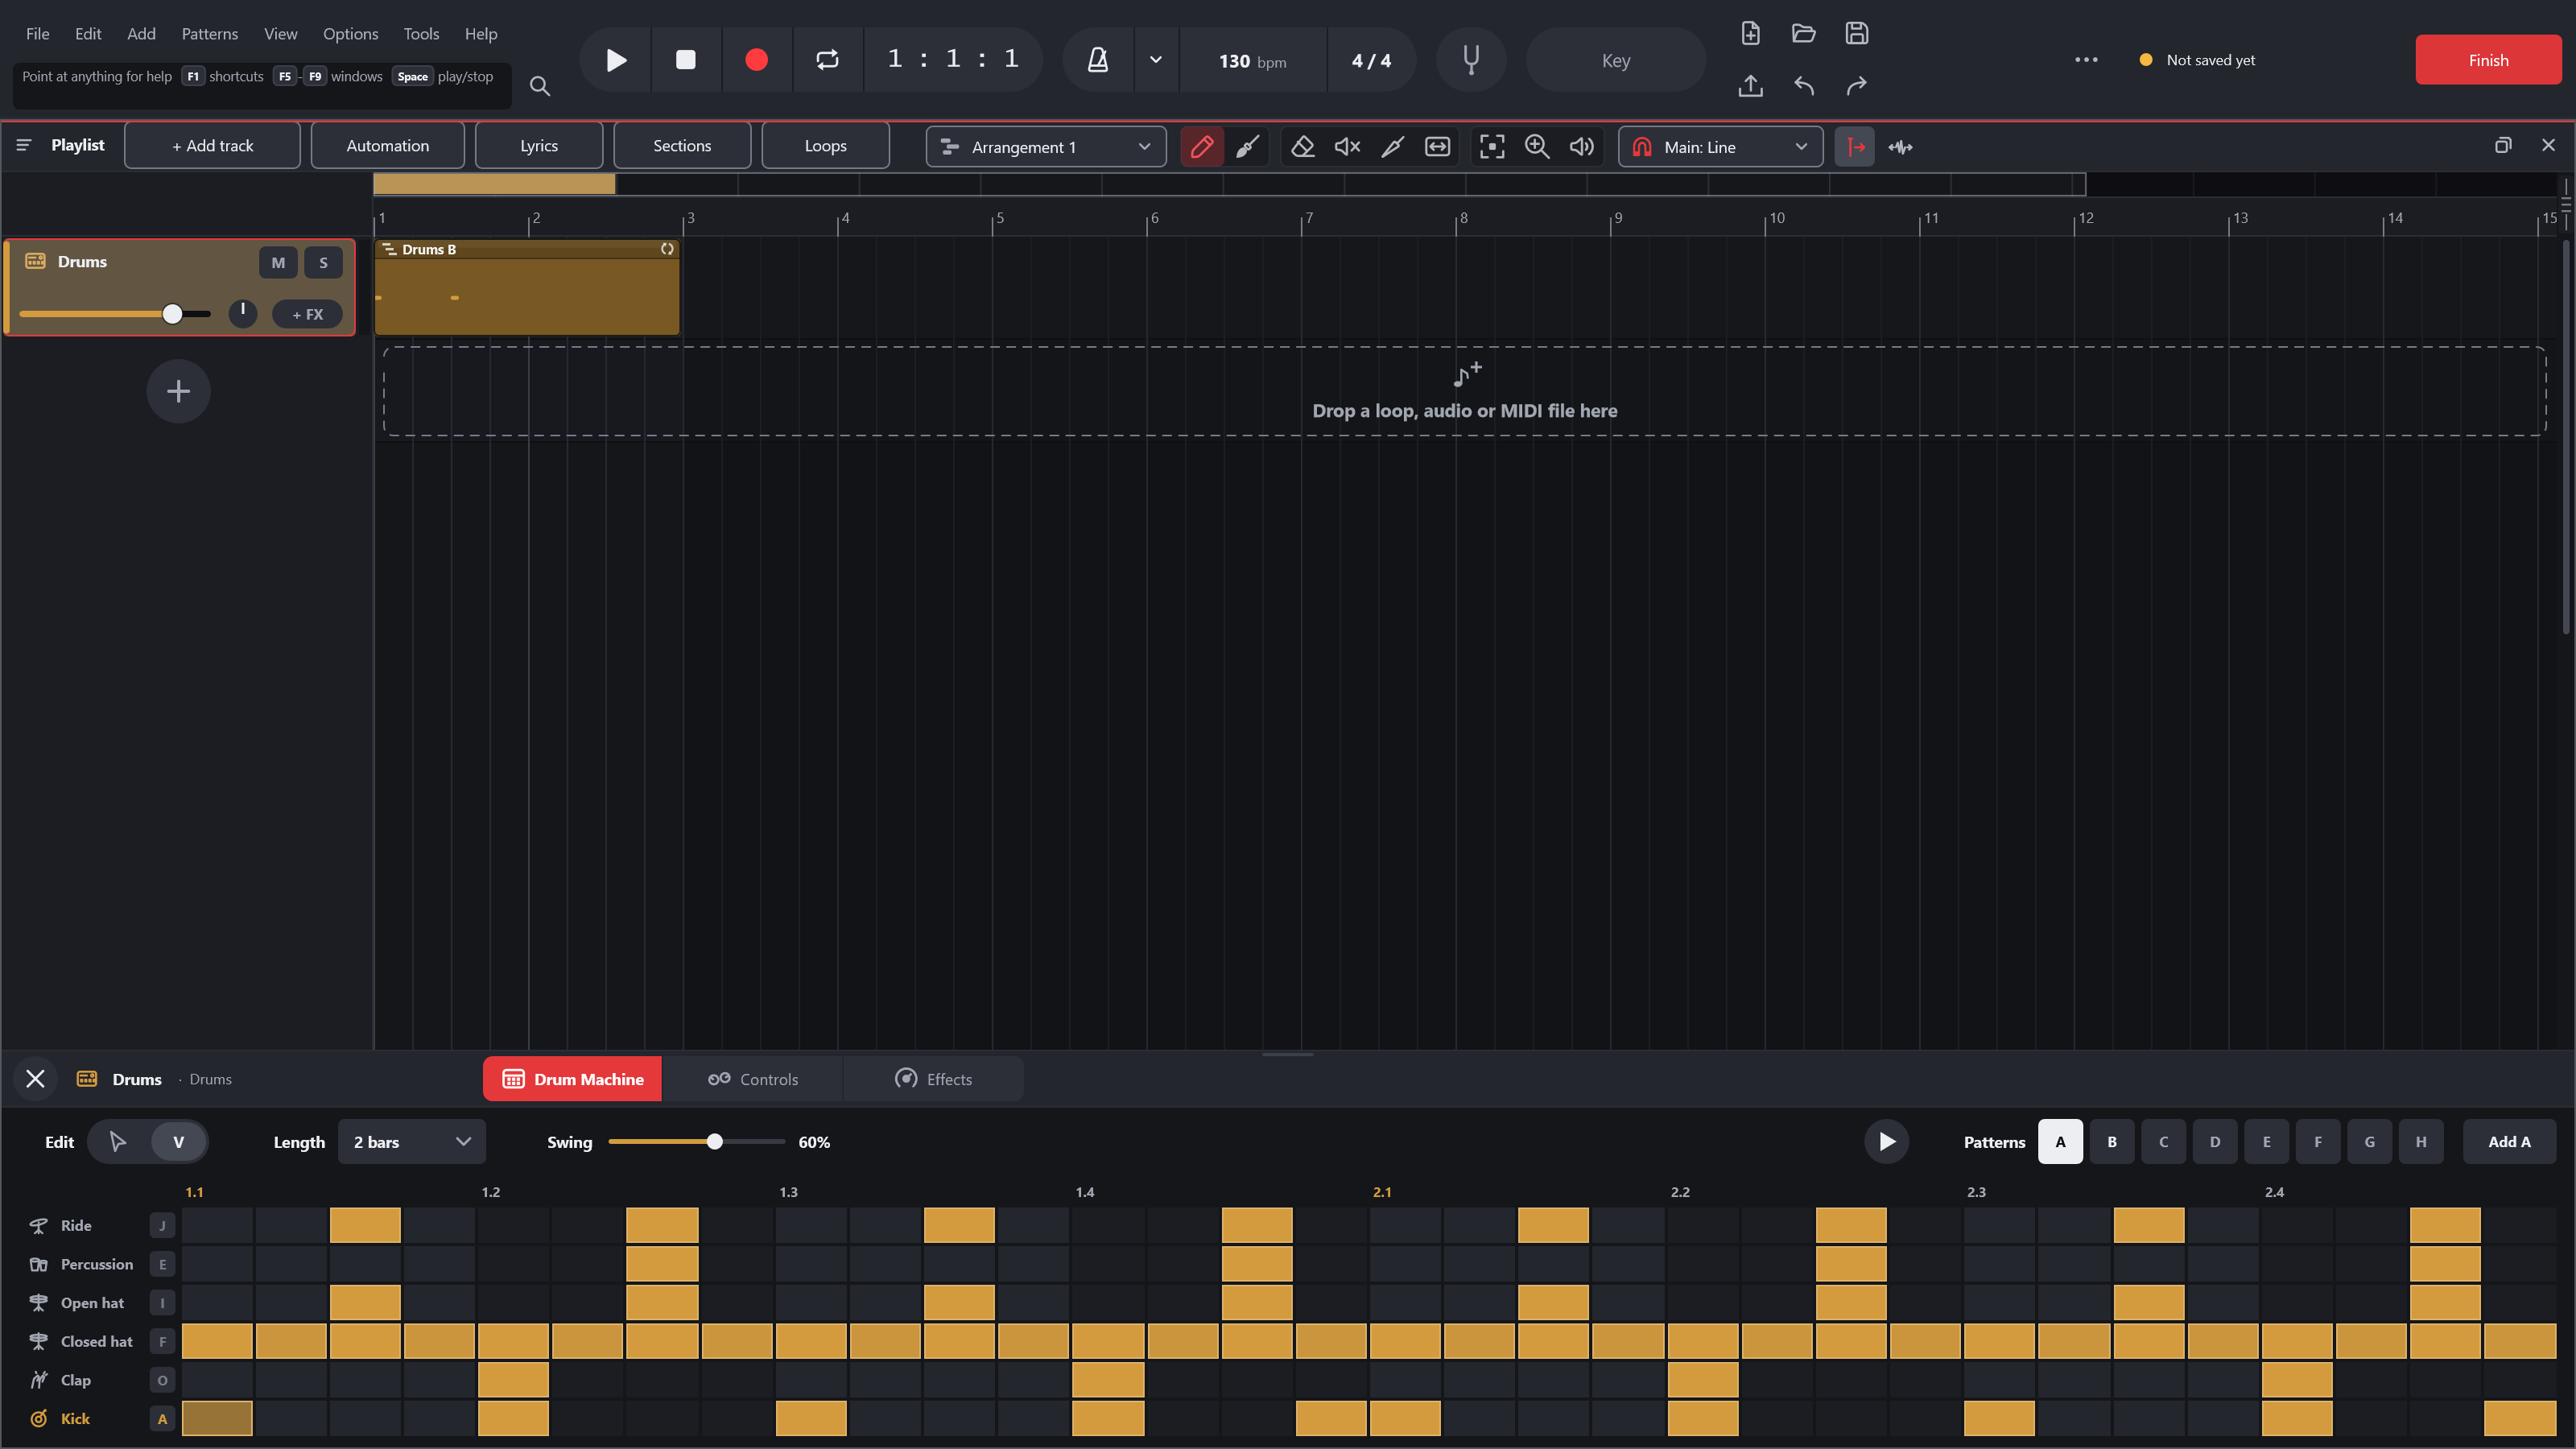 File Edit Add Patterns View Options Tools Help
Point at anything for help F1 shortcuts F5 - F9 windows Space play/stop
1 : 1 : 1
130 bpm
4 / 4
Key
Not saved yet
Finish
Playlist
+ Add track
Automation
Lyrics
Sections
Loops
Arrangement 1
Main: Line
1 2 3 4 5 6 7 8 9 10 11 12 13 14 15
Drums M S
+ FX
Drums B
Drop a loop, audio or MIDI file here
Drums · Drums
Drum Machine
Controls
Effects
Edit V
Length 2 bars
Swing 60%
Patterns A B C D E F G H
Add A
1.1 1.2 1.3 1.4 2.1 2.2 2.3 2.4
Ride J
Percussion E
Open hat I
Closed hat F
Clap O
Kick A